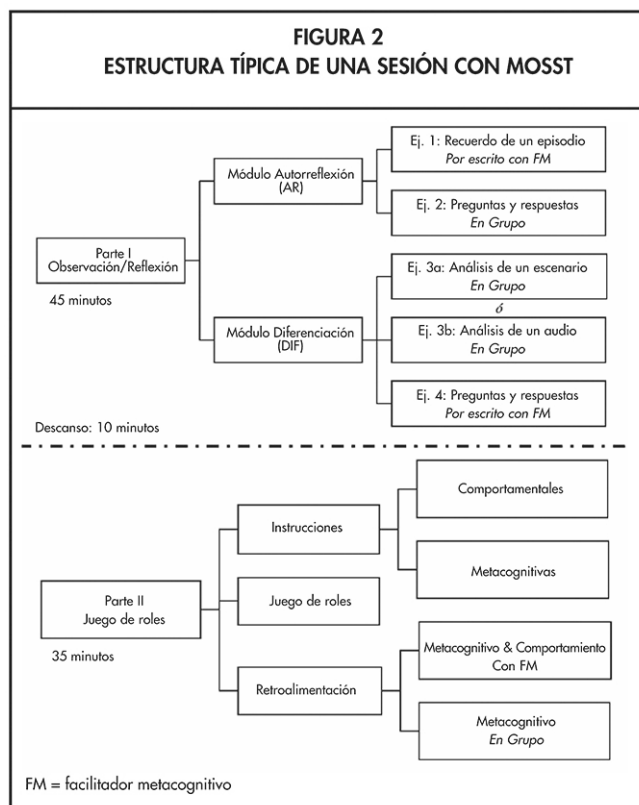 FIGURA 2
ESTRUCTURA TÍPICA DE UNA SESIÓN CON MOSST
Parte I
Observación/Reflexión
45 minutos
Módulo Autorreflexión
(AR)
Ej. 1: Recuerdo de un episodio
Por escrito con FM
Ej. 2: Preguntas y respuestas
En Grupo
Módulo Diferenciación
(DIF)
Ej. 3a: Análisis de un escenario
En Grupo
ó
Ej. 3b: Análisis de un audio
En Grupo
Ej. 4: Preguntas y respuestas
Por escrito con FM
Descanso: 10 minutos
Parte II
Juego de roles
35 minutos
Instrucciones
Comportamentales
Metacognitivas
Juego de roles
Retroalimentación
Metacognitivo & Comportamiento
Con FM
Metacognitivo
En Grupo
FM = facilitador metacognitivo